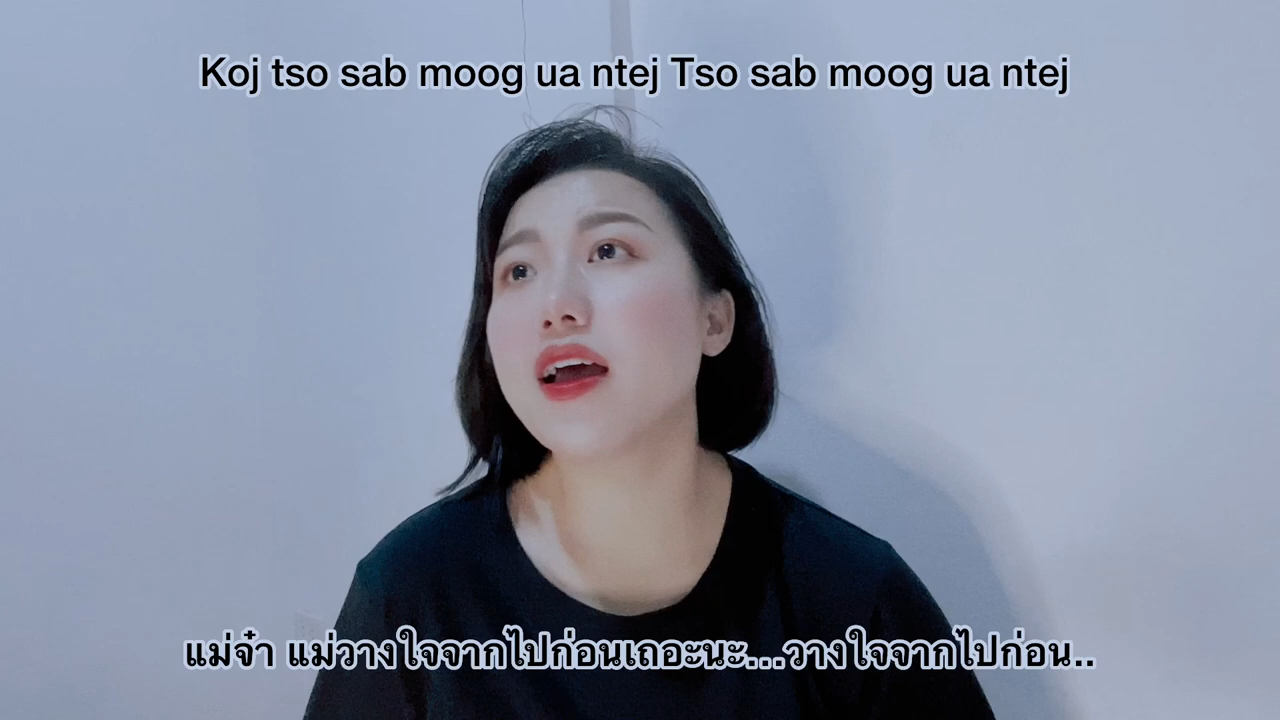 Koj tso sab moog ua ntej Tso sab moog ua ntej
แม่จ๋า แม่วางใจจากไปก่อนเถอะนะ...วางใจจากไปก่อน..